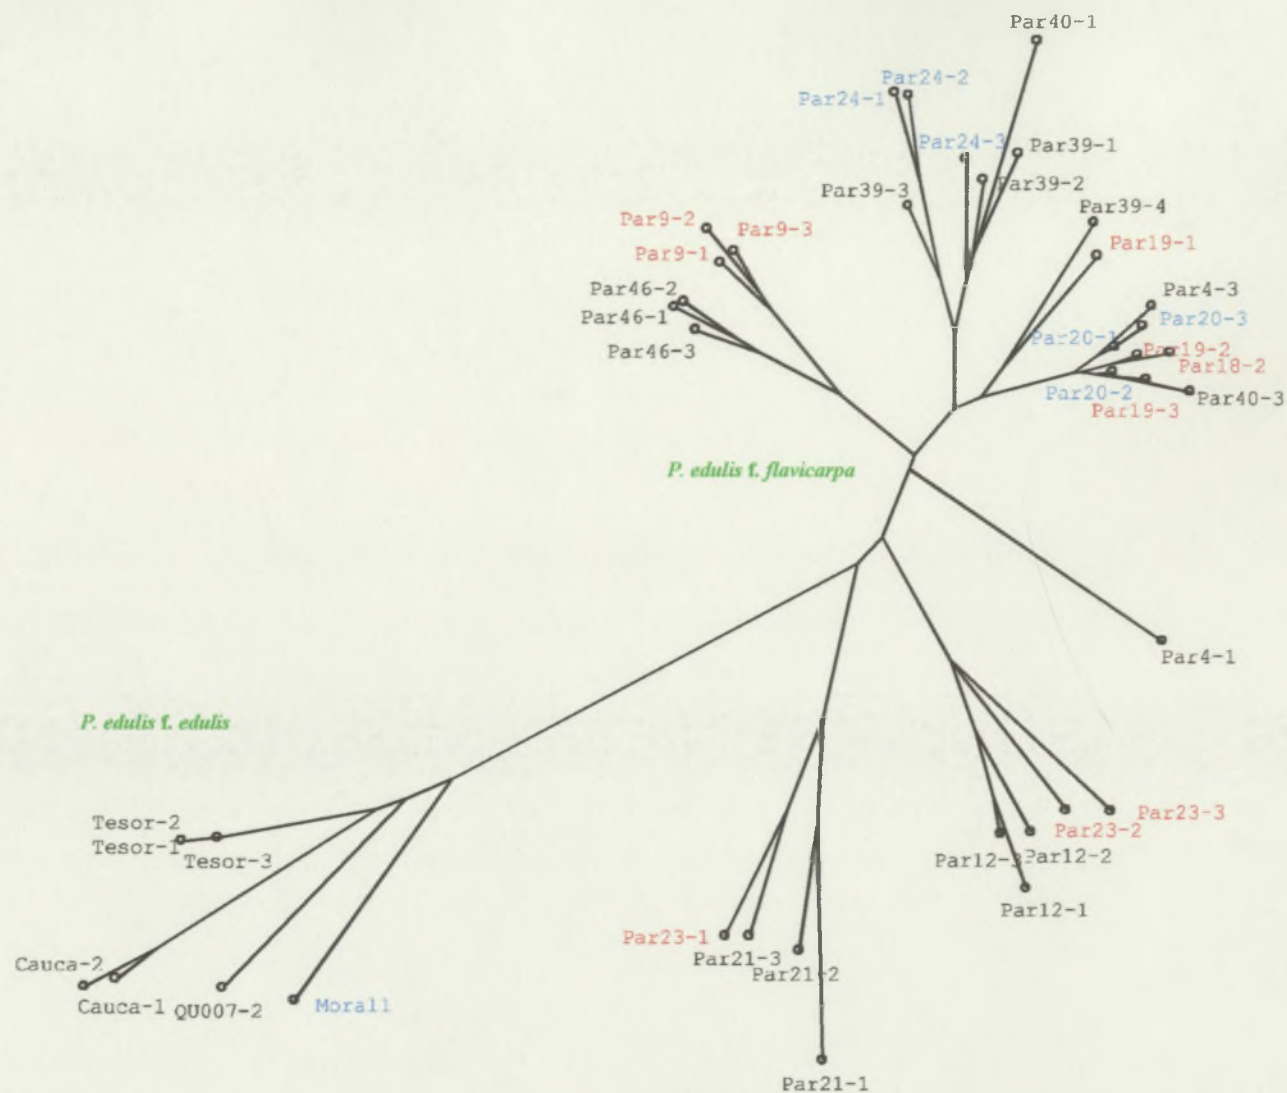 Par40-1
Par24-2
Par24-1
Par24-3
Par39-1
Par39-2
Par39-3
Par39-4
Par9-2
Par9-3
Par19-1
Par9-1
Par46-2
Par4-3
Par46-1
Par20-3
Par20-1
Par19-2
Par46-3
Par18-2
Par20-2
Par40-3
Par19-3
P. edulis f. flavicarpa
Par4-1
P. edulis f. edulis
Tesor-2
Tesor-1
Tesor-3
Par23-3
Par23-2
Par12-3
Par12-2
Par12-1
Par23-1
Par21-3
Par21-2
Cauca-2
Cauca-1
QU007-2
Morall
Par21-1